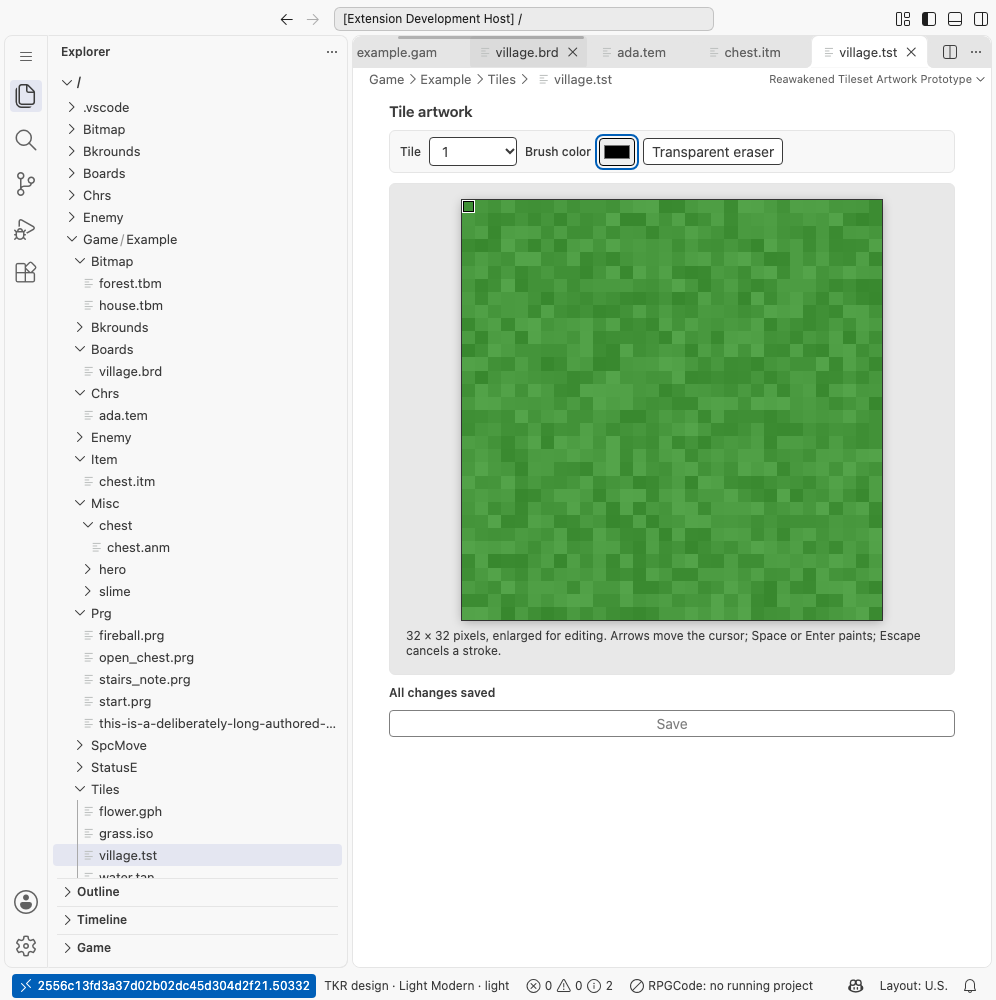 [Extension Development Host] /
Explorer
example.gam
village.brd
ada.tem
chest.itm
village.tst
Game > Example > Tiles > village.tst
Reawakened Tileset Artwork Prototype
/
.vscode
Bitmap
Bkrounds
Boards
Chrs
Enemy
Game / Example
Bitmap
forest.tbm
house.tbm
Bkrounds
Boards
village.brd
Chrs
ada.tem
Enemy
Item
chest.itm
Misc
chest
chest.anm
hero
slime
Prg
fireball.prg
open_chest.prg
stairs_note.prg
start.prg
this-is-a-deliberately-long-authored-...
SpcMove
StatusE
Tiles
flower.gph
grass.iso
village.tst
water.tan
Outline
Timeline
Game
Tile artwork
Tile 1 Brush color Transparent eraser
32 × 32 pixels, enlarged for editing. Arrows move the cursor; Space or Enter paints; Escape
cancels a stroke.
All changes saved
Save
2556c13fd3a37d02b02dc45d304d2f21.50332 TKR design · Light Modern · light 0 0 2 RPGCode: no running project Layout: U.S.